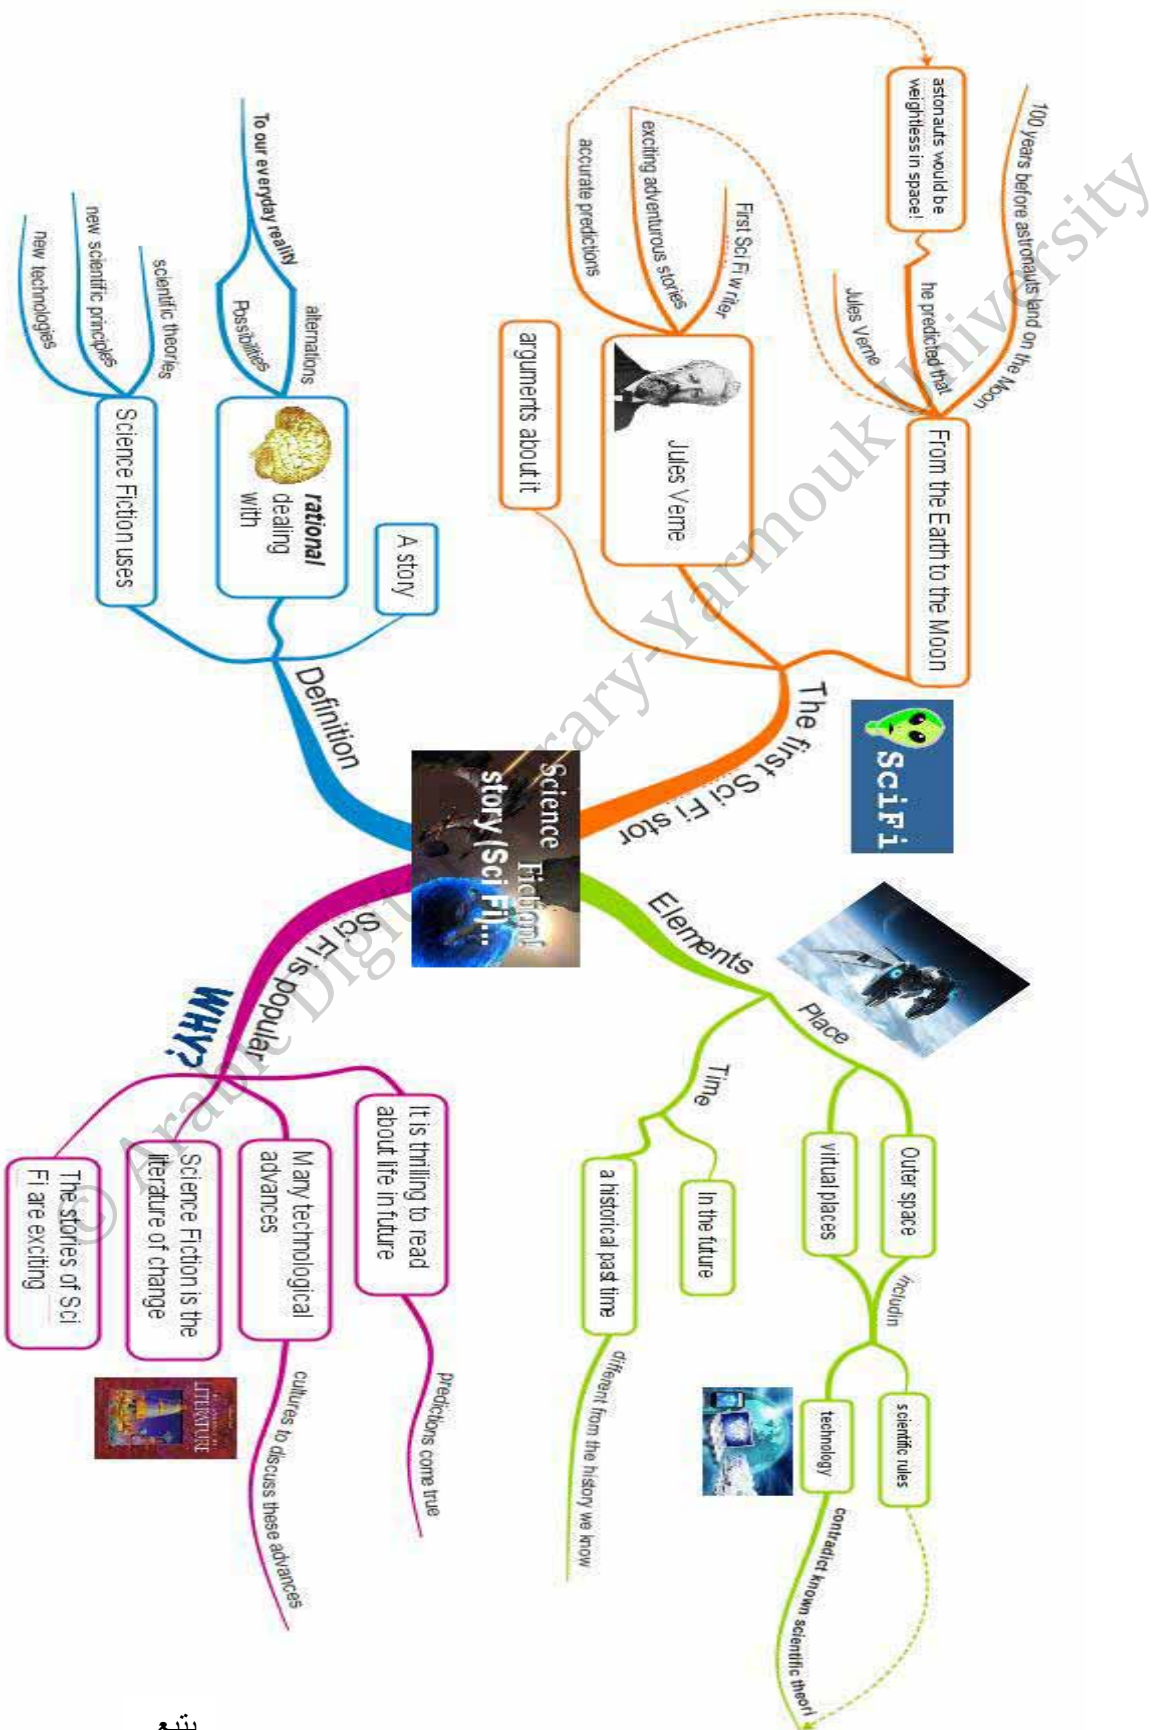 Science Fiction/
story (Sci Fi)...
The first Sci Fi stor
From the Earth to the Moon
100 years before astronauts land on the Moon
he predicted that
astonauts would be
weightless in space!
Jules Verne
Jules Verne
First Sci Fi writer
exciting adventurous stories
accurate predictions
arguments about it
SciFi
Elements
Place
Outer space
virtual places
includin
scientific rules
technology
contradict known scientific theori
Time
In the future
a historical past time
different from the history we know
Sci Fi is popular
WHY?
It is thrilling to read
about life in future
predictions come true
Many technological
advances
cultures to discuss these advances
Science Fiction is the
literature of change
The stories of Sci
Fi are exciting
LITERATURE
Definition
A story
rational
dealing
with
alternations
Possibilities
To our everyday reality
Science Fiction uses
scientific theories
new scientific principles
new technologies
© Arabic Digital Library-Yarmouk University
يتبع